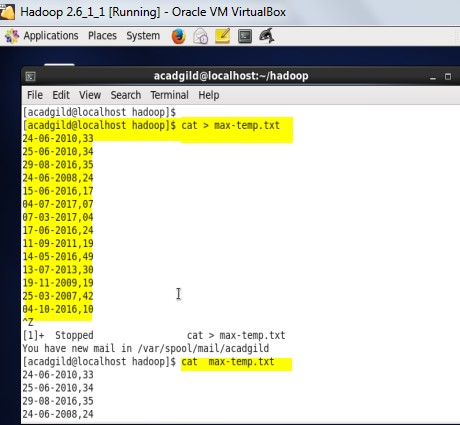 Hadoop 2.6_1_1 [Running] - Oracle VM VirtualBox
Applications Places System
acadgild@localhost:~/hadoop
File Edit View Search Terminal Help
[acadgild@localhost hadoop]$
[acadgild@localhost hadoop]$ cat > max-temp.txt
24-06-2010,33
25-06-2010,34
29-08-2016,35
24-06-2008,24
15-06-2016,17
04-07-2017,07
07-03-2017,04
17-06-2016,24
11-09-2011,19
14-05-2016,49
13-07-2013,30
19-11-2009,19
25-03-2007,42
04-10-2016,10
^Z
[1]+  Stopped                 cat > max-temp.txt
You have new mail in /var/spool/mail/acadgild
[acadgild@localhost hadoop]$ cat  max-temp.txt
24-06-2010,33
25-06-2010,34
29-08-2016,35
24-06-2008,24